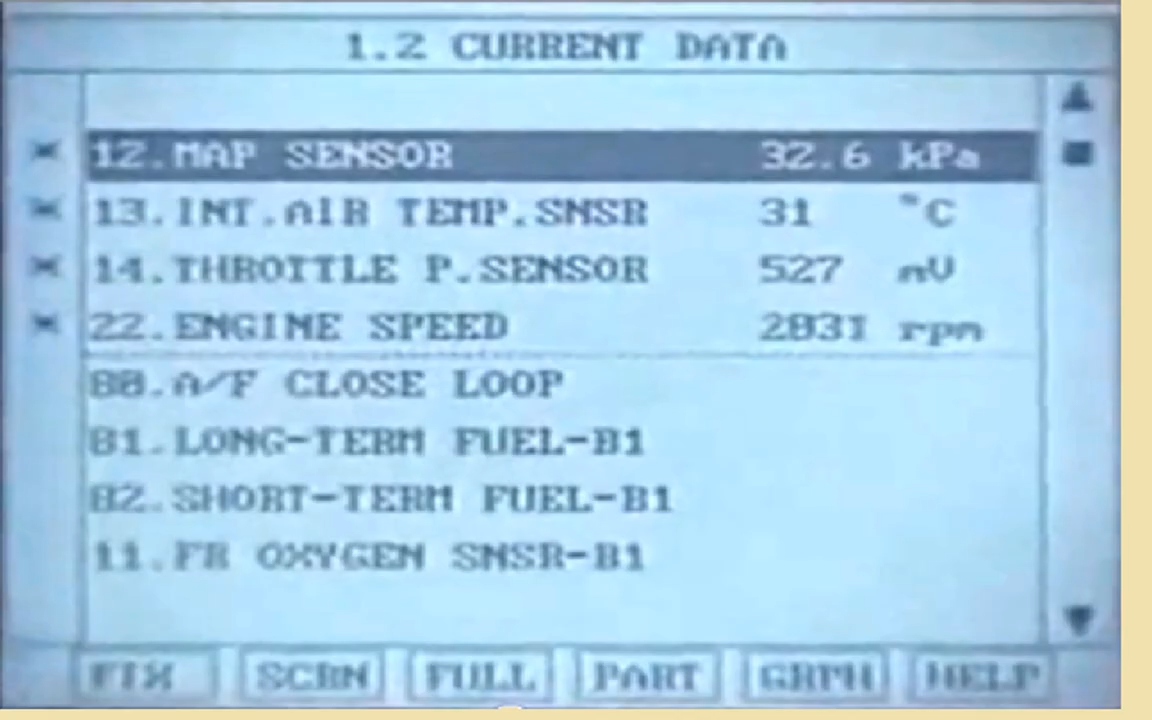 1.2 CURRENT DATA
× 12.MAP SENSOR 32.6 kPa
× 13.INT.AIR TEMP.SNSR 31 °C
× 14.THROTTLE P.SENSOR 527 mV
× 22.ENGINE SPEED 2031 rpm
80.A/F CLOSE LOOP
81.LONG-TERM FUEL-B1
82.SHORT-TERM FUEL-B1
11.FR OXYGEN SNSR-B1
FIX SCRN FULL PART GRPH HELP